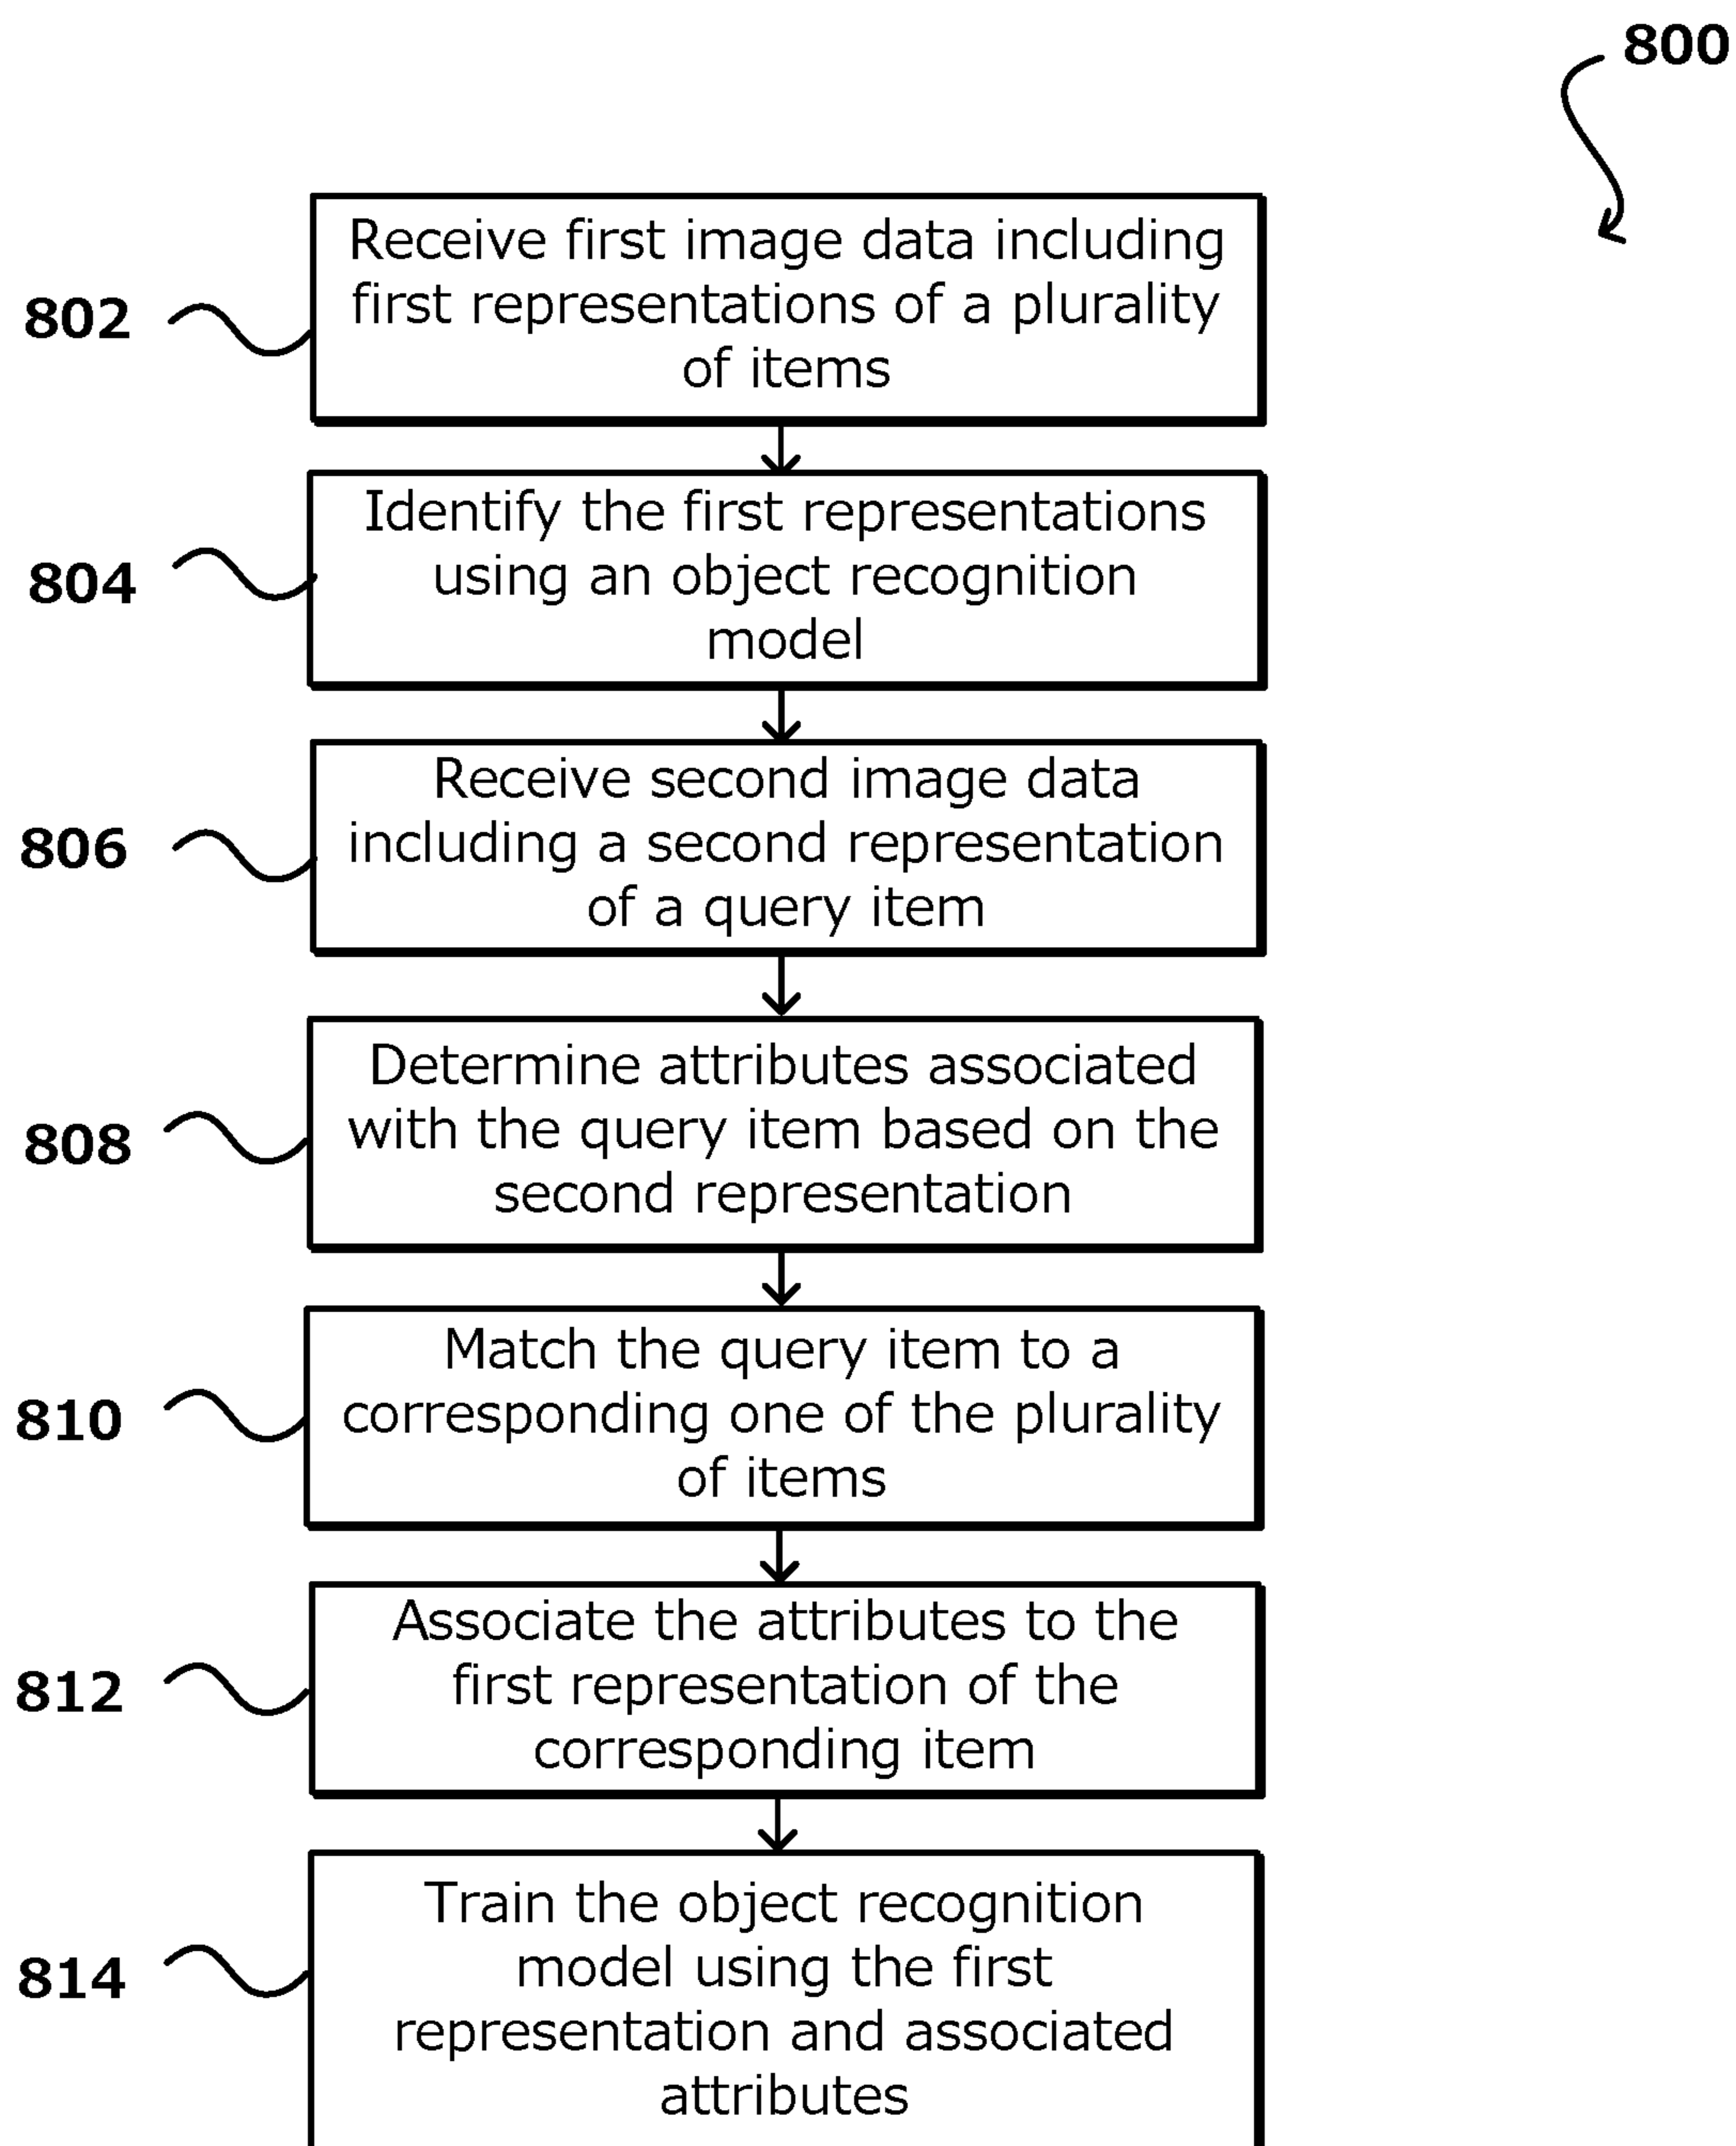 800
802
Receive first image data including
first representations of a plurality
of items
804
Identify the first representations
using an object recognition
model
806
Receive second image data
including a second representation
of a query item
808
Determine attributes associated
with the query item based on the
second representation
810
Match the query item to a
corresponding one of the plurality
of items
812
Associate the attributes to the
first representation of the
corresponding item
814
Train the object recognition
model using the first
representation and associated
attributes